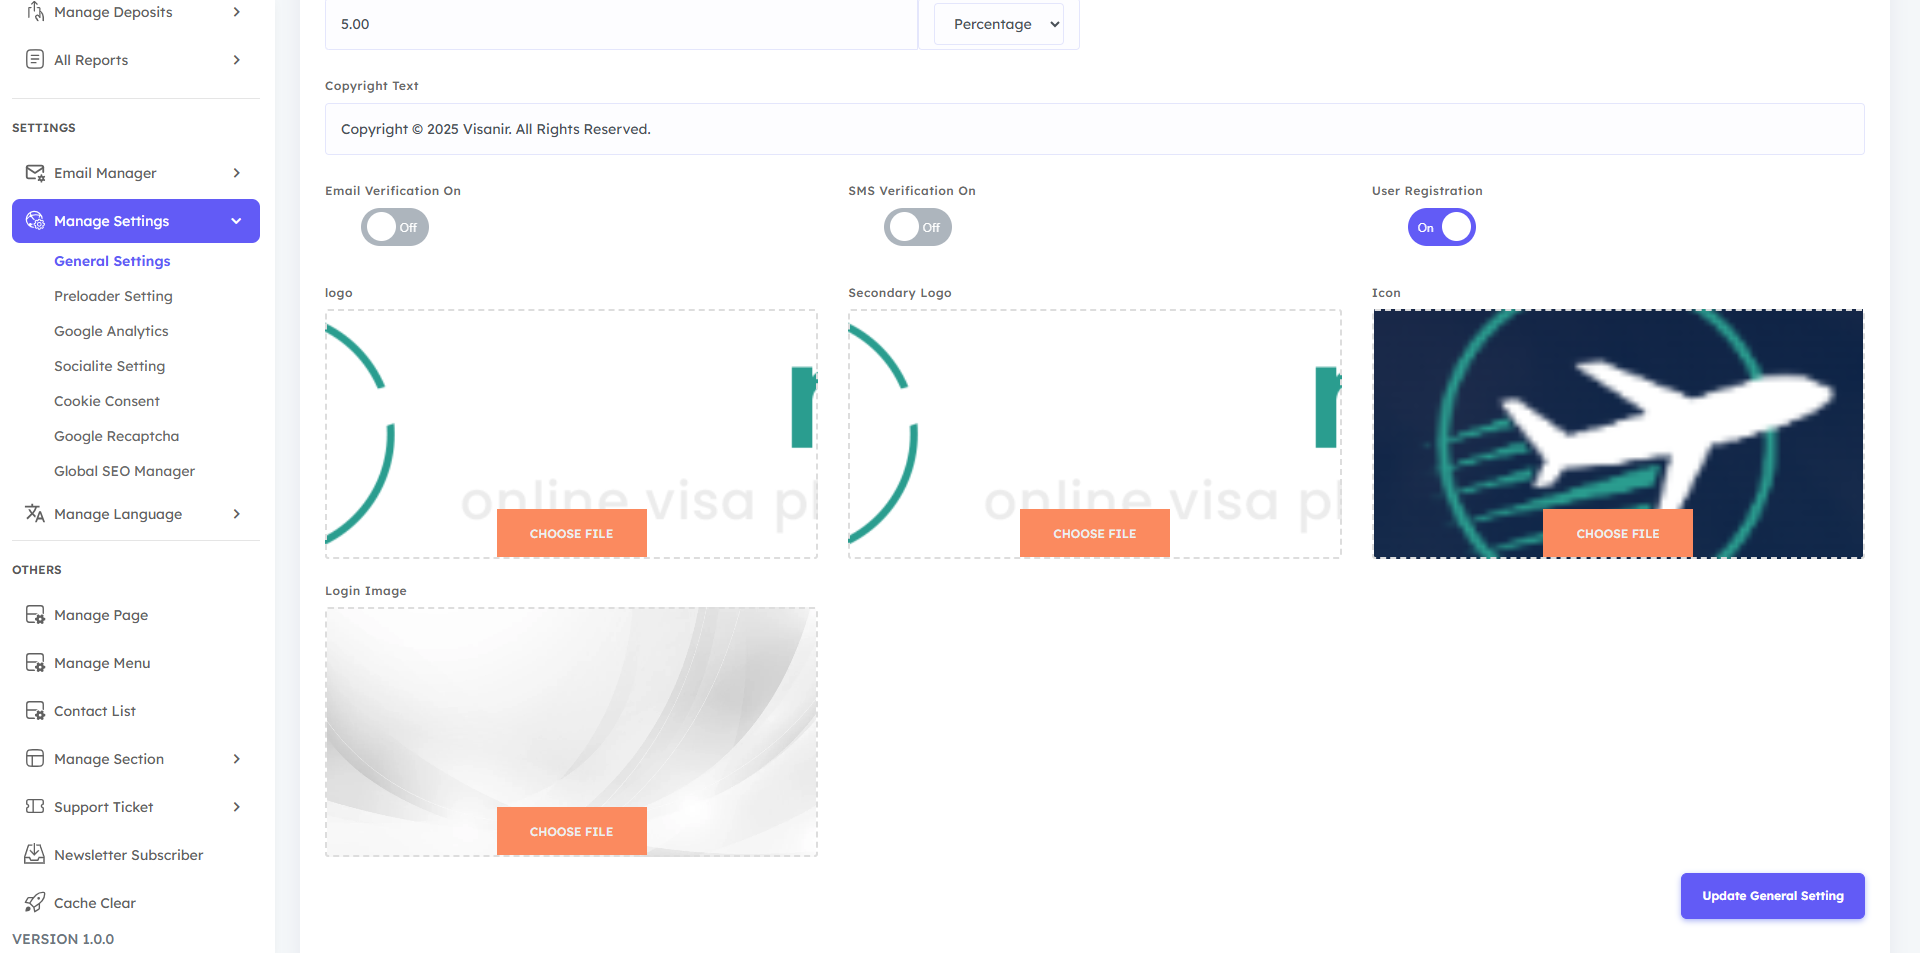 Manage Deposits
All Reports
SETTINGS
Email Manager
Manage Settings
General Settings
Preloader Setting
Google Analytics
Socialite Setting
Cookie Consent
Google Recaptcha
Global SEO Manager
Manage Language
OTHERS
Manage Page
Manage Menu
Contact List
Manage Section
Support Ticket
Newsletter Subscriber
Cache Clear
VERSION 1.0.0
5.00
Percentage
Copyright Text
Copyright © 2025 Visanir. All Rights Reserved.
Email Verification On
Off
SMS Verification On
Off
User Registration
On
logo
online visa pl
CHOOSE FILE
Secondary Logo
online visa pl
CHOOSE FILE
Icon
CHOOSE FILE
Login Image
CHOOSE FILE
Update General Setting